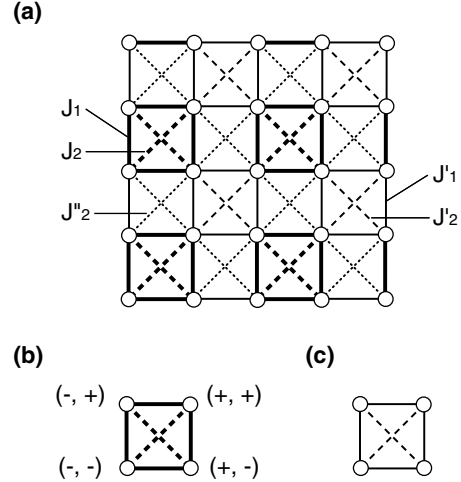 (a)
J1
J2
J"2
J'1
J'2
(b)
(c)
(-, +)
(+, +)
(-, -)
(+, -)